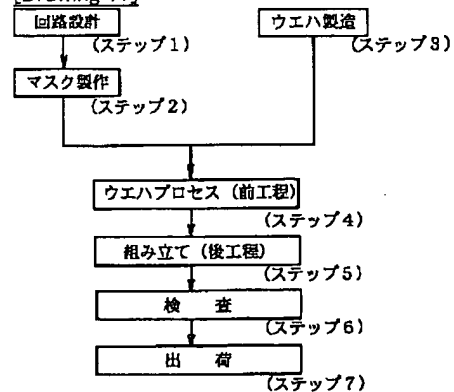 回路設計
(ステップ1)
ウエハ製造
(ステップ3)
マスク製作
(ステップ2)
ウエハプロセス (前工程)
(ステップ4)
組み立て (後工程)
(ステップ5)
検 査
(ステップ6)
出 荷
(ステップ7)